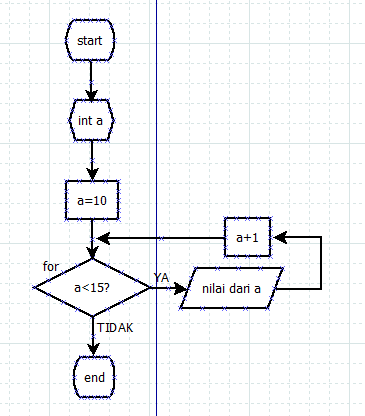 start
int a
a=10
a+1
for
a<15?
YA
nilai dari a
TIDAK
end